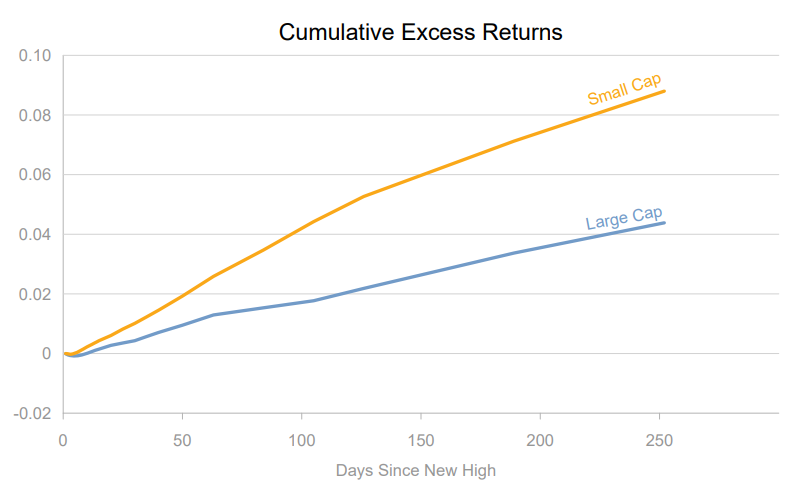 Cumulative Excess Returns
0.10
0.08
0.06
0.04
0.02
0
-0.02
Small Cap
Large Cap
0 50 100 150 200 250
Days Since New High